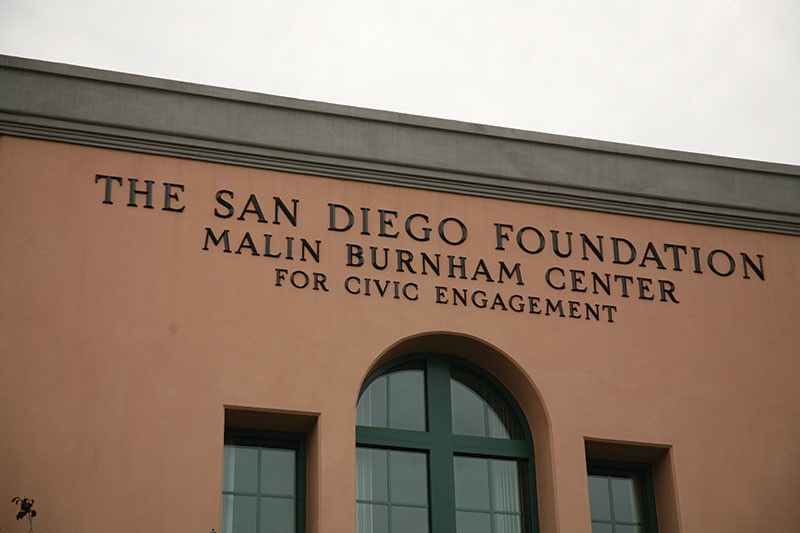 THE SAN DIEGO FOUNDATION
MALIN BURNHAM CENTER
FOR CIVIC ENGAGEMENT